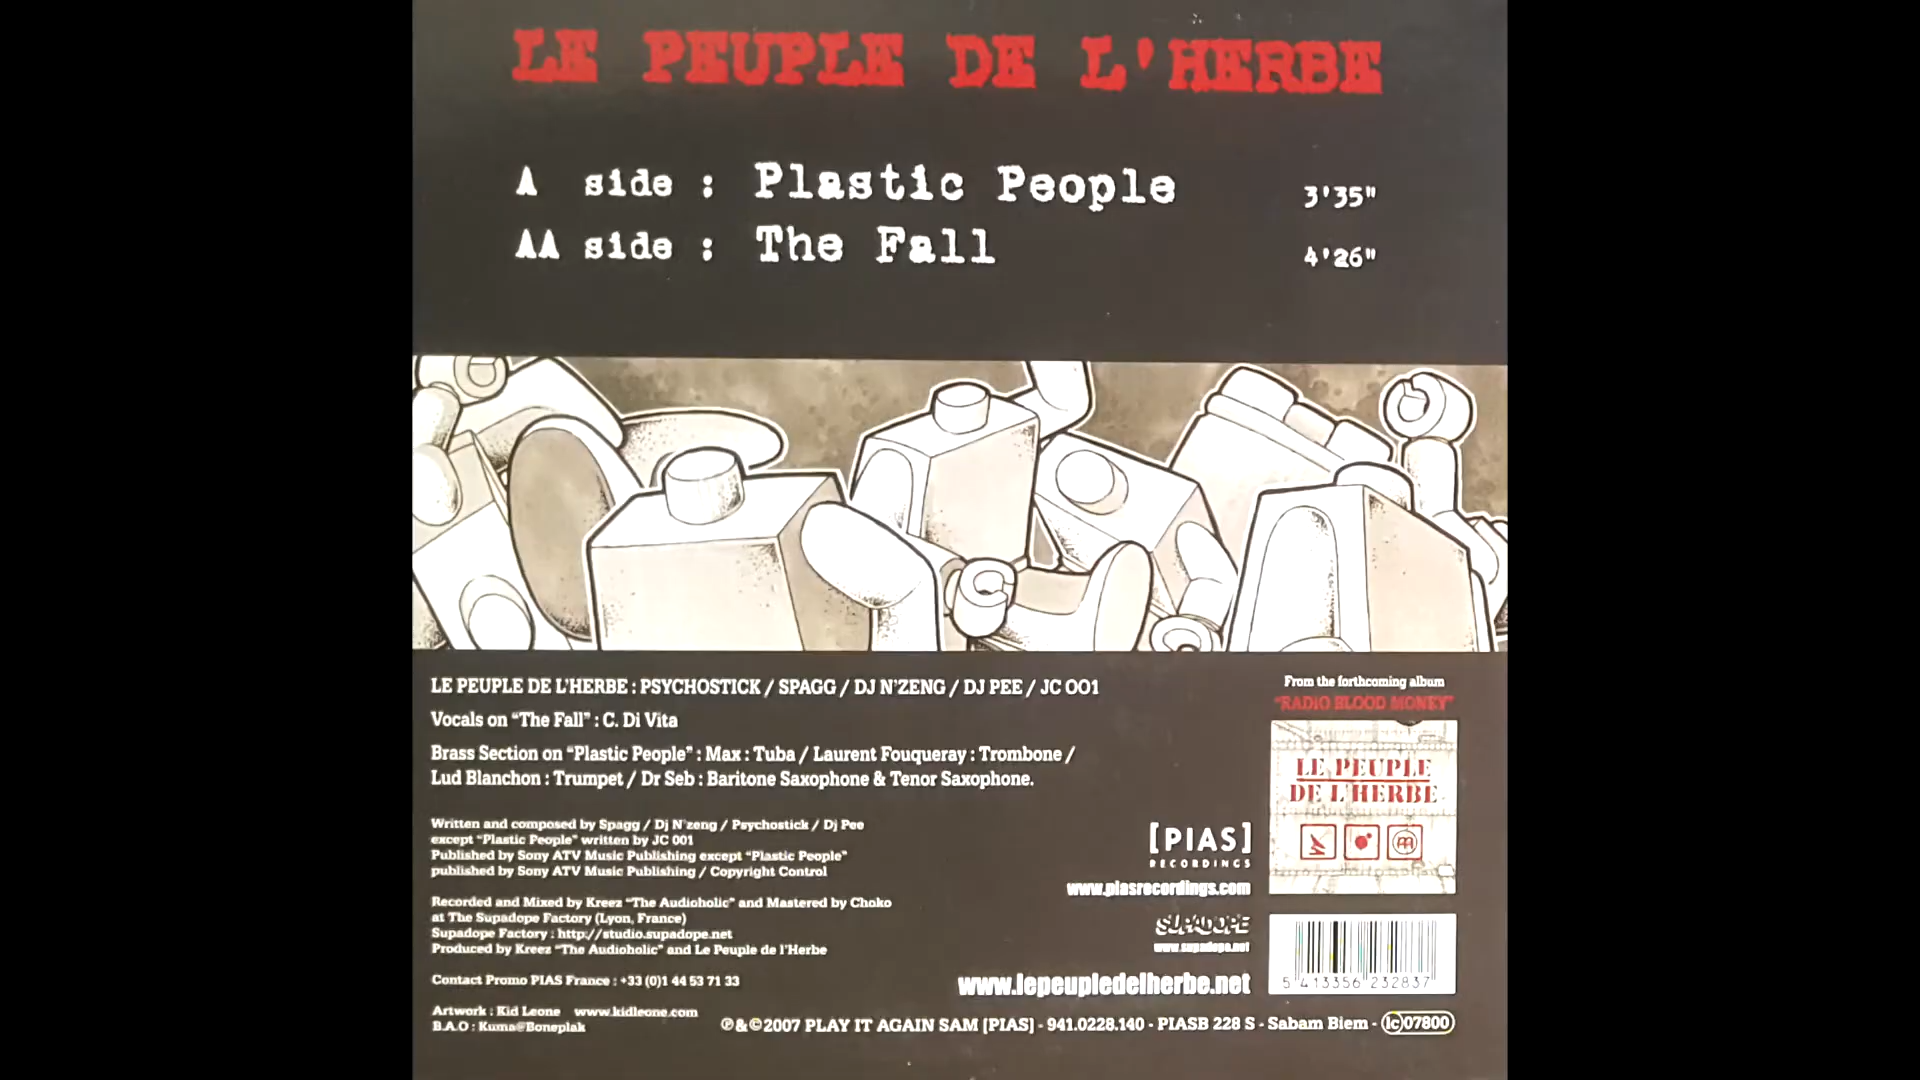 LE PEUPLE DE L'HERBE
A side : Plastic People 3'35"
AA side : The Fall 4'26"
LE PEUPLE DE L'HERBE : PSYCHOSTICK / SPAGG / DJ N'ZENG / DJ PEE / JC 001
Vocals on “The Fall” : C. Di Vita
Brass Section on “Plastic People” : Max : Tuba / Laurent Fouqueray : Trombone /
Lud Blanchon : Trumpet / Dr Seb : Baritone Saxophone & Tenor Saxophone.
Written and composed by Spagg / Dj N'zeng / Psychostick / Dj Pee
except “Plastic People” written by JC 001
Published by Sony ATV Music Publishing except “Plastic People”
published by Sony ATV Music Publishing / Copyright Control
Recorded and Mixed by Kreez “The Audioholic” and Mastered by Choko
at The Supadope Factory (Lyon, France)
Supadope Factory : http://studio.supadope.net
Produced by Kreez “The Audioholic” and Le Peuple de l'Herbe
Contact Promo PIAS France : +33 (0)1 44 53 71 33
Artwork : Kid Leone www.kidleone.com
B.A.O : Kuma@Boneplak
From the forthcoming album
“RADIO BLOOD MONEY”
LE PEUPLE
DE L'HERBE
[PIAS]
RECORDINGS
www.piasrecordings.com
SUPADOPE
www.supadope.net
www.lepeupledelherbe.net
5 413356 232837
℗&©2007 PLAY IT AGAIN SAM [PIAS] - 941.0228.140 - PIASB 228 S - Sabam Biem - (lc)07800